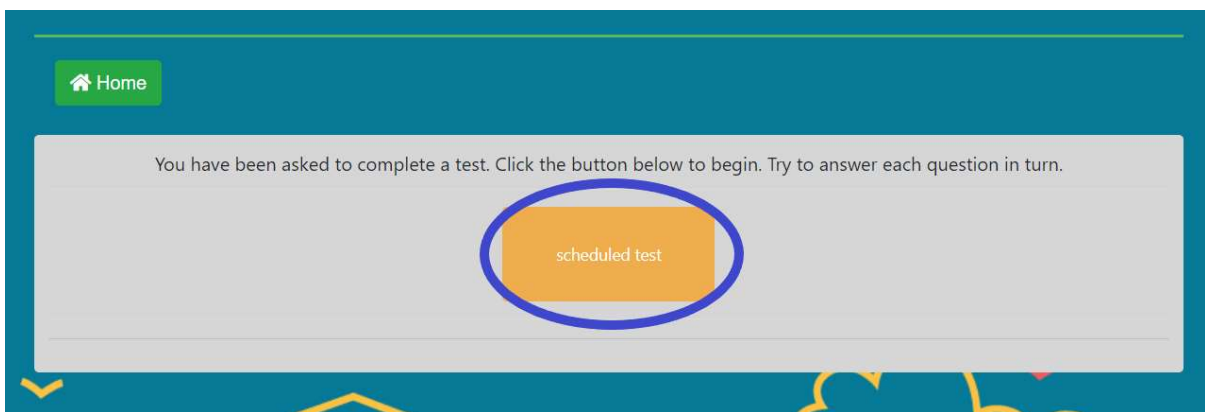 Home
You have been asked to complete a test. Click the button below to begin. Try to answer each question in turn.
scheduled test